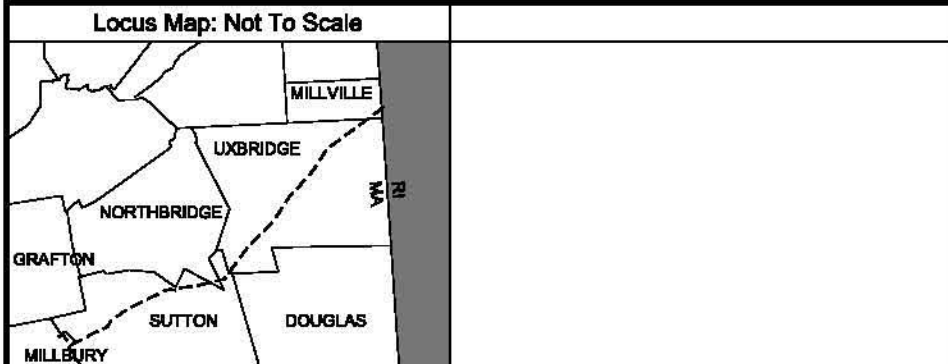 Locus Map: Not To Scale
MILLVILLE
UXBRIDGE
RI
MA
NORTHBRIDGE
GRAFTON
SUTTON
DOUGLAS
MILLBURY